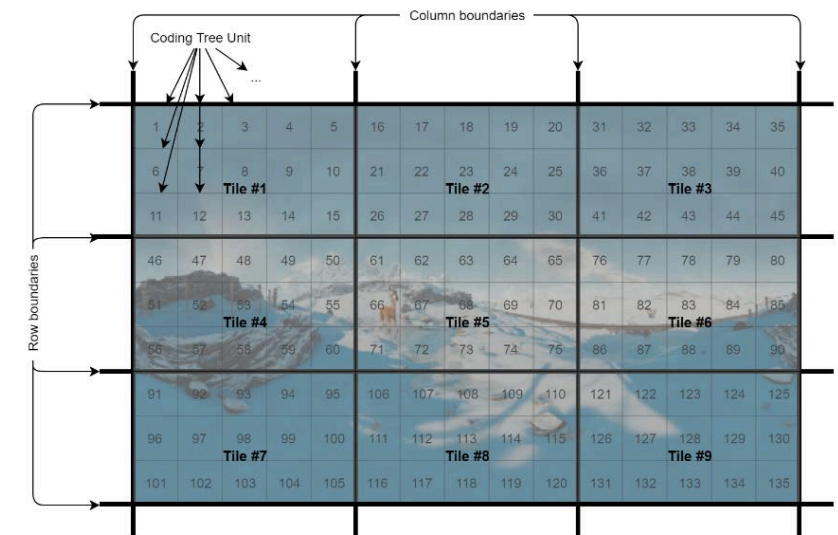 Column boundaries
Coding Tree Unit
...
1 2 3 4 5 16 17 18 19 20 31 32 33 34 35
6 7 8 9 10 21 22 23 24 25 36 37 38 39 40
Tile #1 Tile #2 Tile #3
11 12 13 14 15 26 27 28 29 30 41 42 43 44 45
Row boundaries
46 47 48 49 50 61 62 63 64 65 76 77 78 79 80
51 52 53 54 55 66 67 68 69 70 81 82 83 84 85
Tile #4 Tile #5 Tile #6
56 57 58 59 60 71 72 73 74 75 86 87 88 89 90
91 92 93 94 95 106 107 108 109 110 121 122 123 124 125
96 97 98 99 100 111 112 113 114 115 126 127 128 129 130
Tile #7 Tile #8 Tile #9
101 102 103 104 105 116 117 118 119 120 131 132 133 134 135